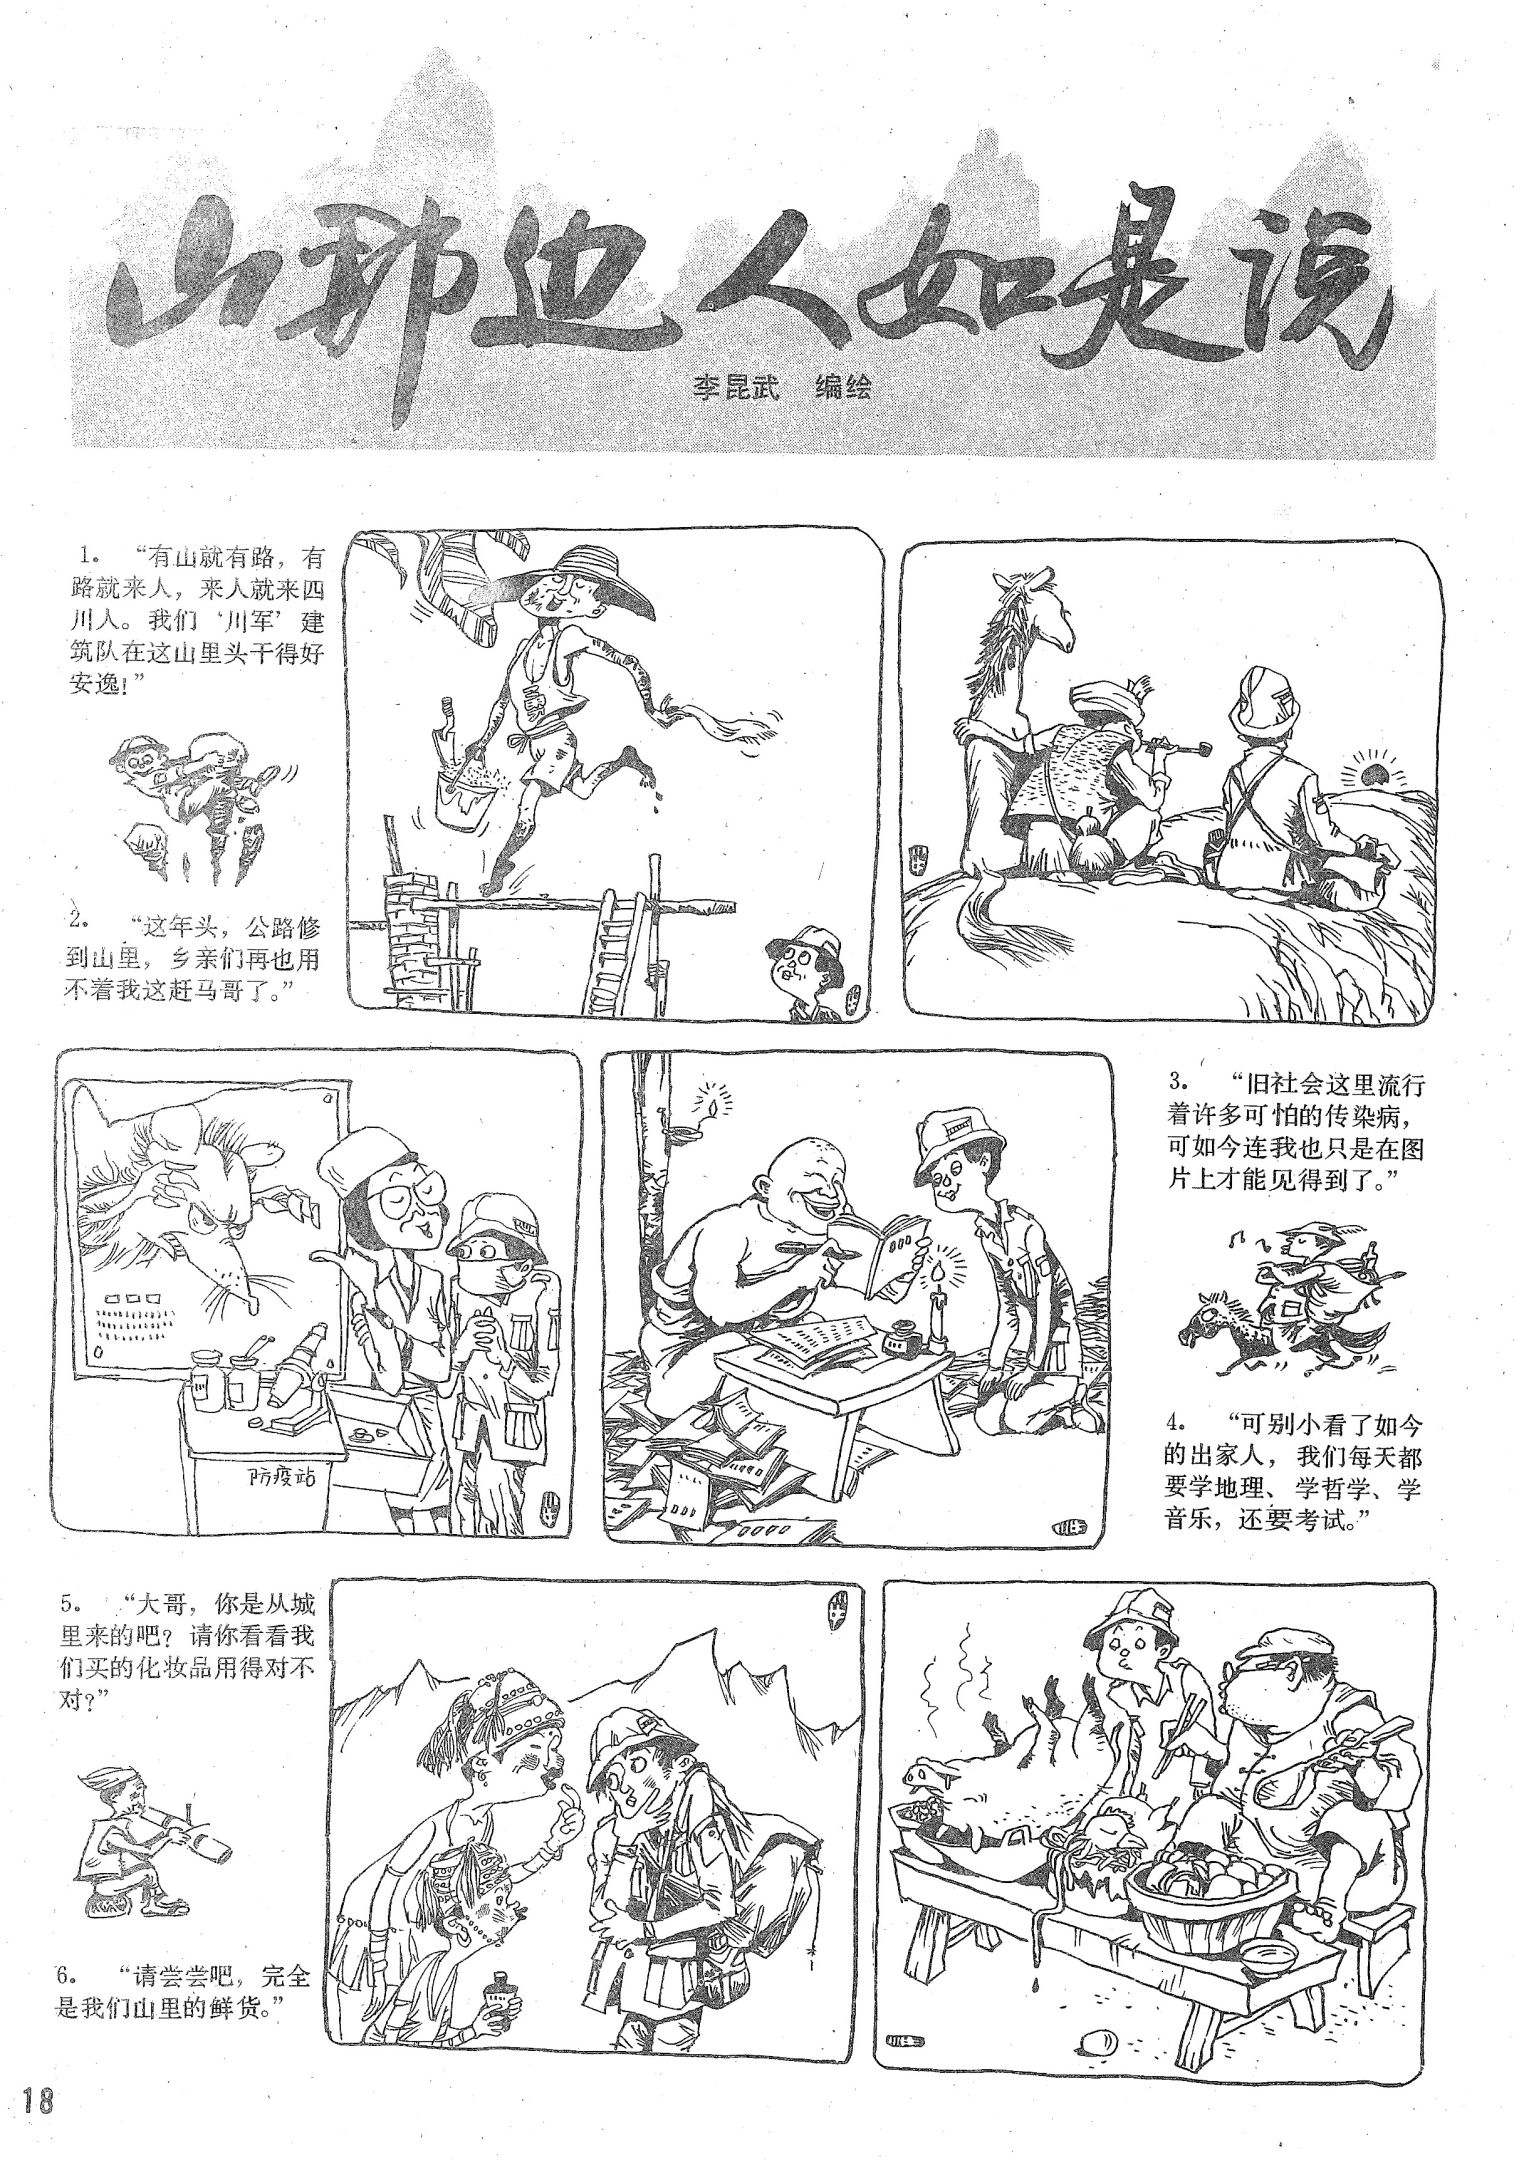 山那边人如是说
李昆武 编绘
1. “有山就有路，有
路就来人，来人就来四
川人。我们‘川军’建
筑队在这山里头干得好
安逸！”
2. “这年头，公路修
到山里，乡亲们再也用
不着我这赶马哥了。”
防疫站
3. “旧社会这里流行
着许多可怕的传染病，
可如今连我也只是在图
片上才能见得到了。”
4. “可别小看了如今
的出家人，我们每天都
要学地理、学哲学、学
音乐，还要考试。”
5. “大哥，你是从城
里来的吧？请你看看我
们买的化妆品用得对不
对？”
6. “请尝尝吧，完全
是我们山里的鲜货。”
18